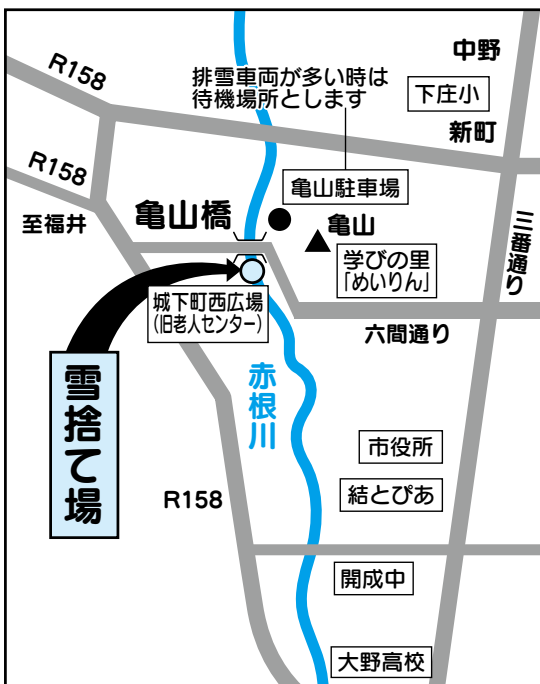 中野
R158
排雪車両が多い時は
待機場所とします
下庄小
新町
R158
亀山駐車場
至福井
亀山橋
亀山
三番通り
学びの里
「めいりん」
城下町西広場
(旧老人センター)
六間通り
雪捨て場
赤根川
市役所
R158
結とぴあ
開成中
大野高校